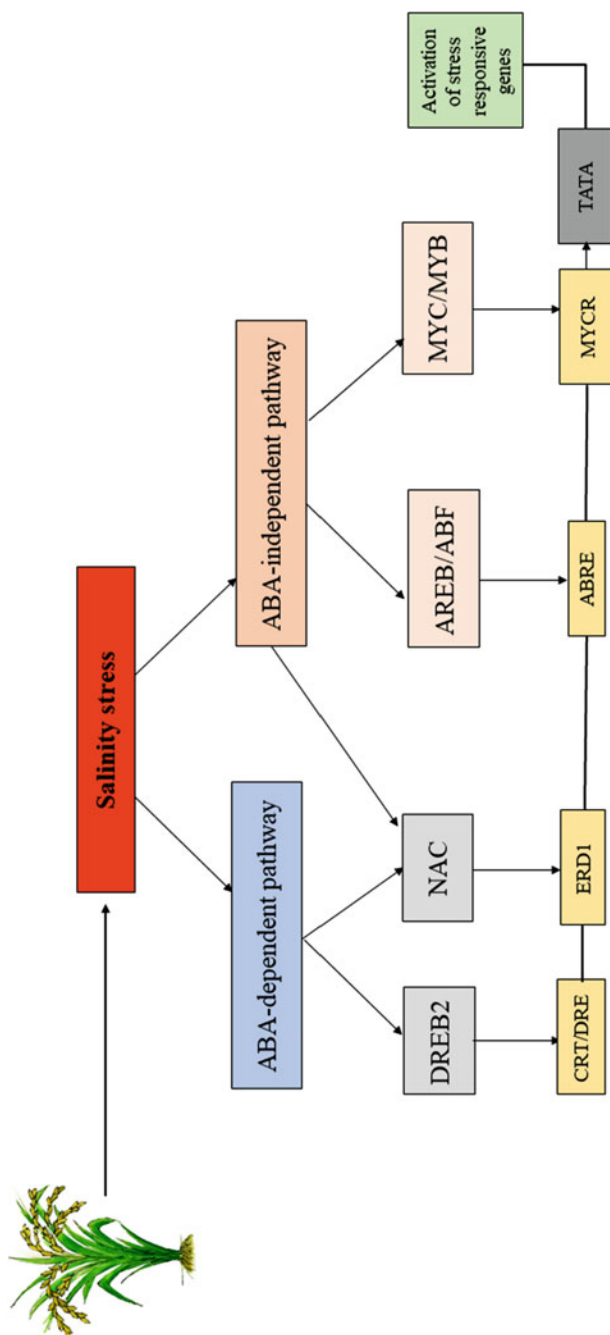 Salinity stress
ABA-dependent pathway
ABA-independent pathway
DREB2
NAC
AREB/ABF
MYC/MYB
CRT/DRE
ERD1
ABRE
MYCR
TATA
Activation
of stress
responsive
genes